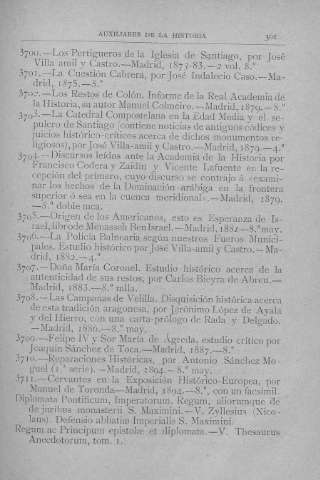 AUXILIARES DE LA HISTORIA 301
3700.—Los Pertigueros de la Iglesia de Santiago, por José
Villa amil y Castro.—Madrid, 1873-83.—2 vol. 8.º
3701.—La Cuestión Cabrera, por José Indalecio Caso.—Ma-
drid, 1875.—8.º
3702.—Los Restos de Colón. Informe de la Real Academia de
la Historia, su autor Manuel Colmeiro.—Madrid, 1879.—8.º
3703.—La Catedral Compostelana en la Edad Media y el se-
pulcro de Santiago (contiene noticias de antiguos códices y
juicios histórico-críticos acerca de dichos monumentos re-
ligiosos), por José Villa-amil y Castro.—Madrid, 1879.—4.º
3704.—Discursos leídos ante la Academia de la Historia por
Francisco Codera y Zaidín y Vicente Lafuente en la re-
cepción del primero, cuyo discurso se contrajo á «exami-
nar los hechos de la Dominación arábiga en la frontera
superior ó sea en la cuenca meridional».—Madrid, 1879.
—8.º doble men.
3705.—Origen de los Americanos, esto es Esperanza de Is-
rael, libro de Menasseh Ben Israel.—Madrid, 1881—8.º may.
3706.—La Policía Balnearia según nuestros Fueros Munici-
pales. Estudio histórico por José Villa-amil y Castro.—Ma-
drid, 1882.—4.º
3707.—Doña María Coronel. Estudio histórico acerca de la
autenticidad de sus restos, por Carlos Bieyra de Abreu.—
Madrid, 1883.—8.º mlla.
3708.—Las Campanas de Velilla. Disquisición histórica acerca
de esta tradición aragonesa, por Jerónimo López de Ayala
y del Hierro, con una carta-prólogo de Rada y Delgado.
—Madrid, 1886.—8.º may.
3709.—Felipe IV y Sor María de Agreda, estudio crítico por
Joaquín Sánchez de Toca.—Madrid, 1887.—8.º
3710.—Reparaciones Históricas, por Antonio Sánchez Mo-
guel (1.ª serie).—Madrid, 1894.—8.º may.
3711.—Cervantes en la Exposición Histórico-Europea, por
Manuel de Foronda—Madrid, 1894.—8.º, con un facsímil.
Diplomata Pontificum, Imperatorum, Regum, aliorumque de
de juribus monasterii S. Maximini.—V. Zyllesius (Nico-
laus). Defensio abbatiæ Imperialis S. Maximini.
Regum ac Principum epistolæ et diplomata.—V. Thesaurus
Anecdotorum, tom. 1.